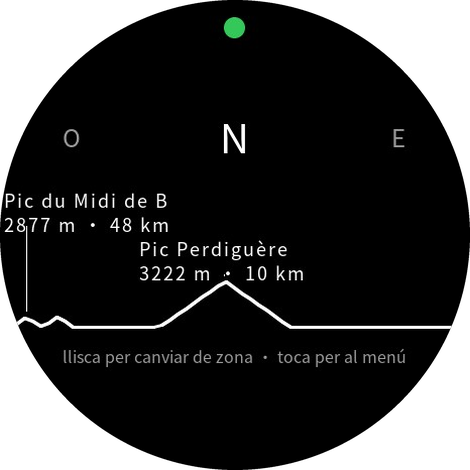 O N E
Pic du Midi de B
2877 m • 48 km
Pic Perdiguère
3222 m • 10 km
llisca per canviar de zona • toca per al menú